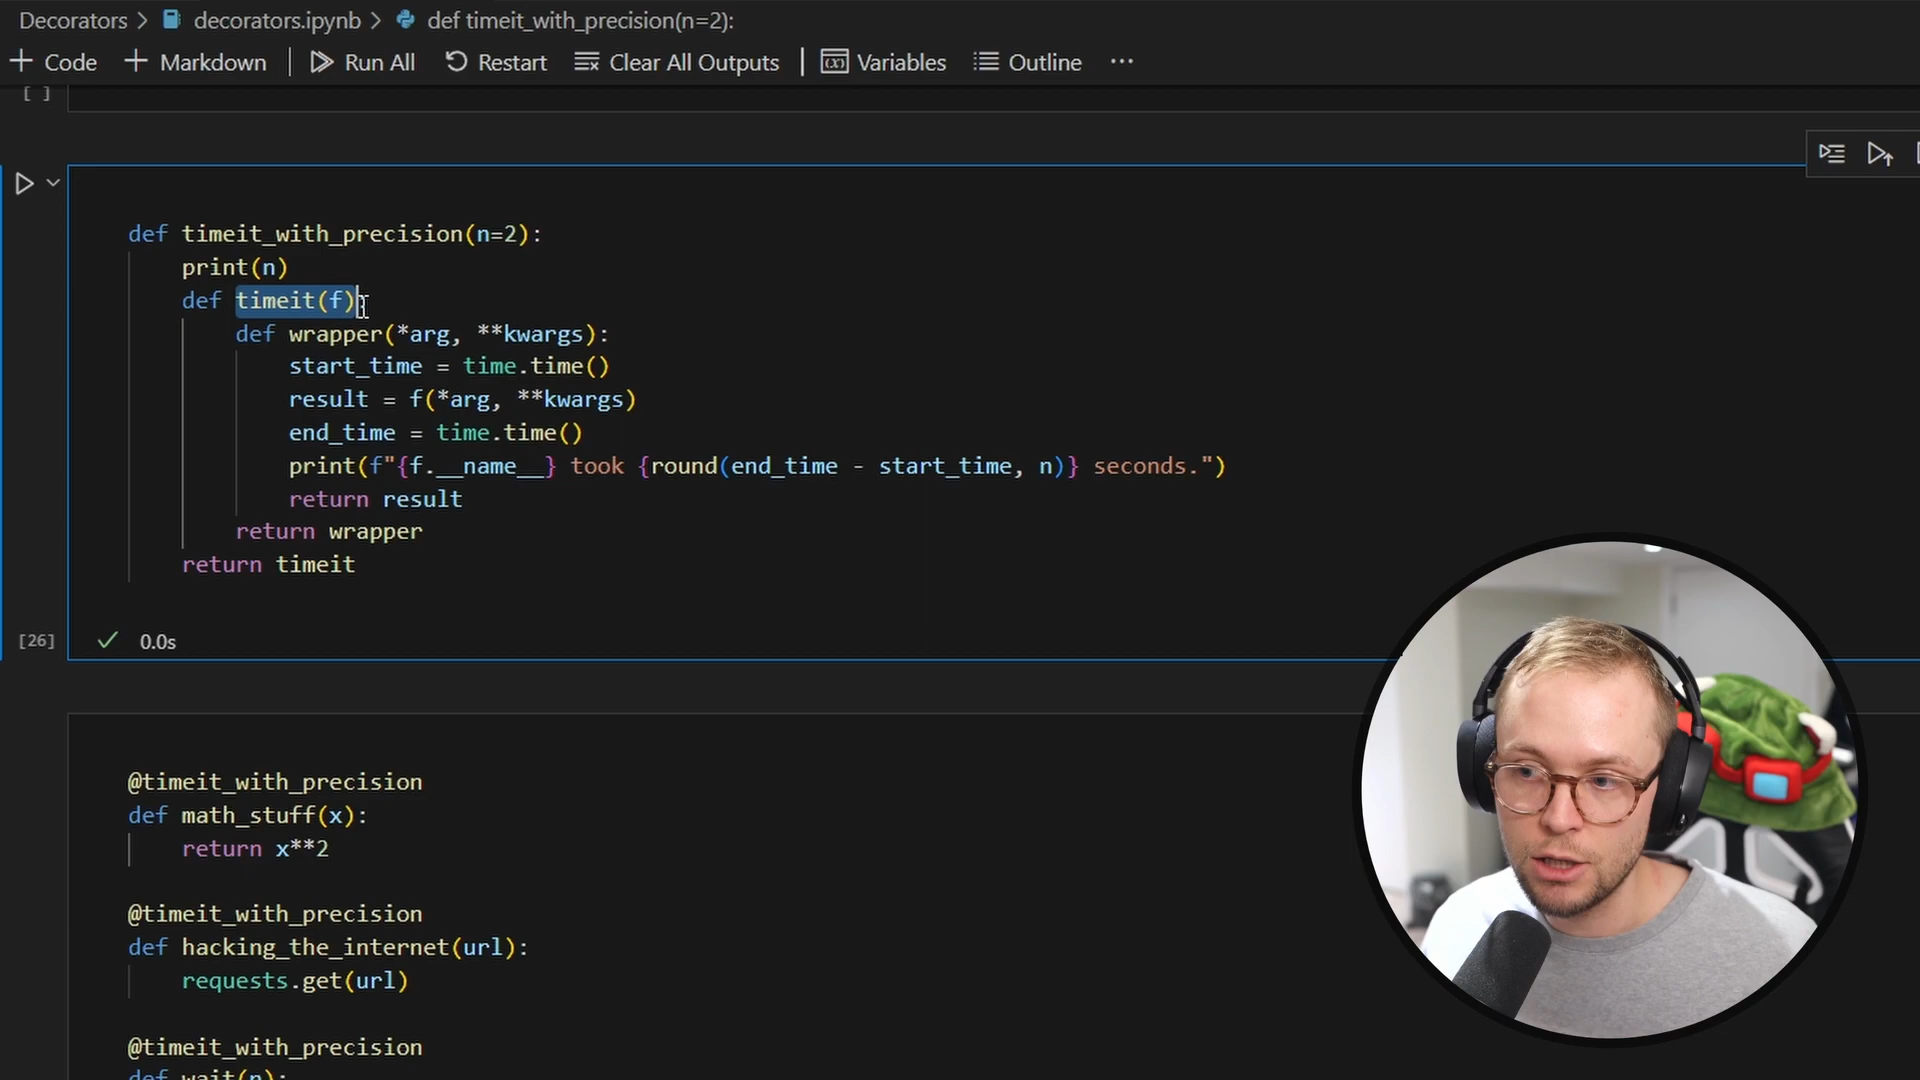 Decorators > decorators.ipynb > def timeit_with_precision(n=2):
+ Code + Markdown | Run All Restart Clear All Outputs | Variables Outline ...
[ ]
def timeit_with_precision(n=2):
    print(n)
    def timeit(f):
        def wrapper(*arg, **kwargs):
            start_time = time.time()
            result = f(*arg, **kwargs)
            end_time = time.time()
            print(f"{f.__name__} took {round(end_time - start_time, n)} seconds.")
            return result
        return wrapper
    return timeit
[26] 0.0s
@timeit_with_precision
def math_stuff(x):
    return x**2
@timeit_with_precision
def hacking_the_internet(url):
    requests.get(url)
@timeit_with_precision
def wait(n):